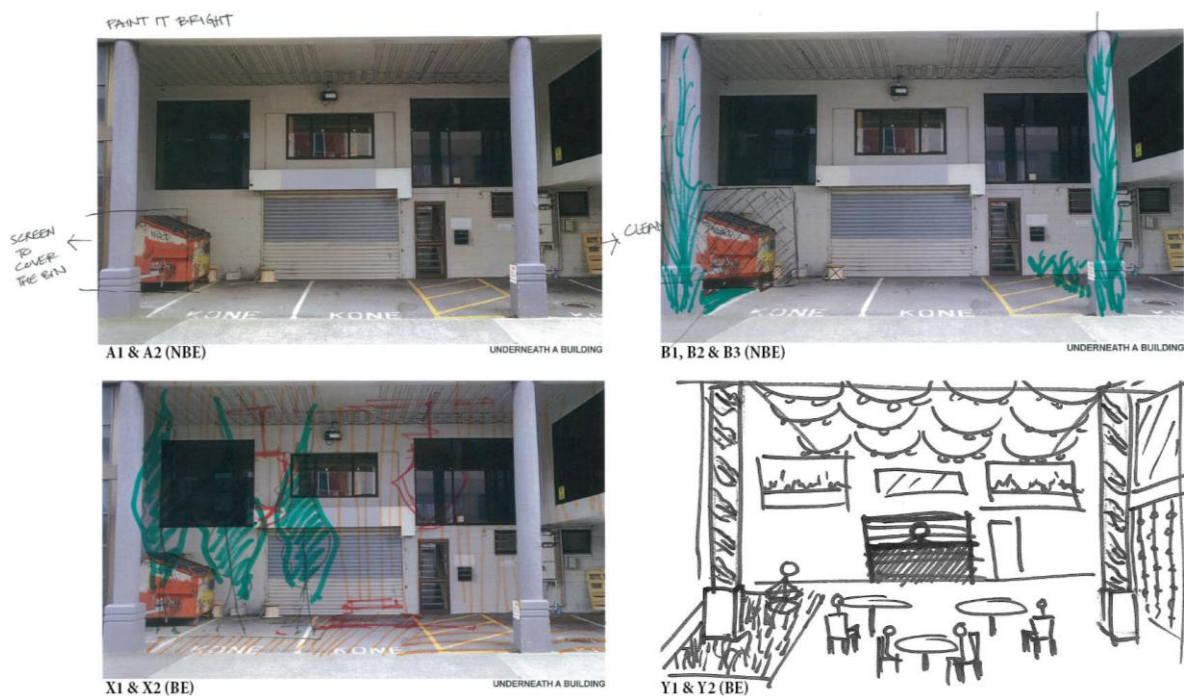 PAINT IT BRIGHT
SCREEN
TO
COVER
THE BIN
KONE KONE
A1 & A2 (NBE)
UNDERNEATH A BUILDING
CLEAN
KONE KONE
B1, B2 & B3 (NBE)
UNDERNEATH A BUILDING
KONE KONE
X1 & X2 (BE)
UNDERNEATH A BUILDING
Y1 & Y2 (BE)